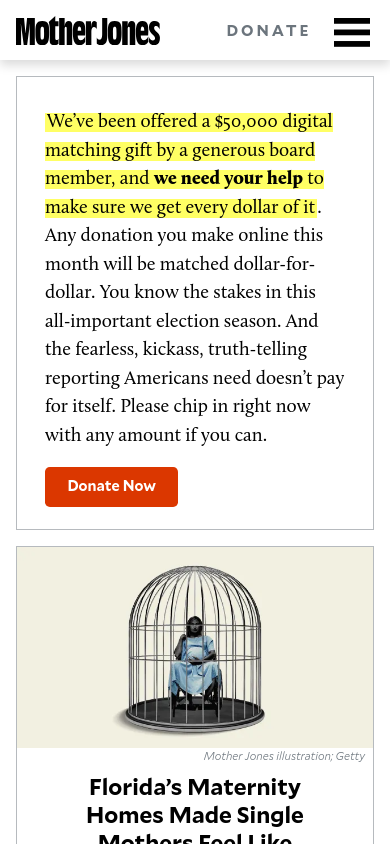 Mother Jones
DONATE
We’ve been offered a $50,000 digital
matching gift by a generous board
member, and we need your help to
make sure we get every dollar of it.
Any donation you make online this
month will be matched dollar-for-
dollar. You know the stakes in this
all-important election season. And
the fearless, kickass, truth-telling
reporting Americans need doesn’t pay
for itself. Please chip in right now
with any amount if you can.
Donate Now
Mother Jones illustration; Getty
Florida’s Maternity
Homes Made Single
Mothers Feel Like